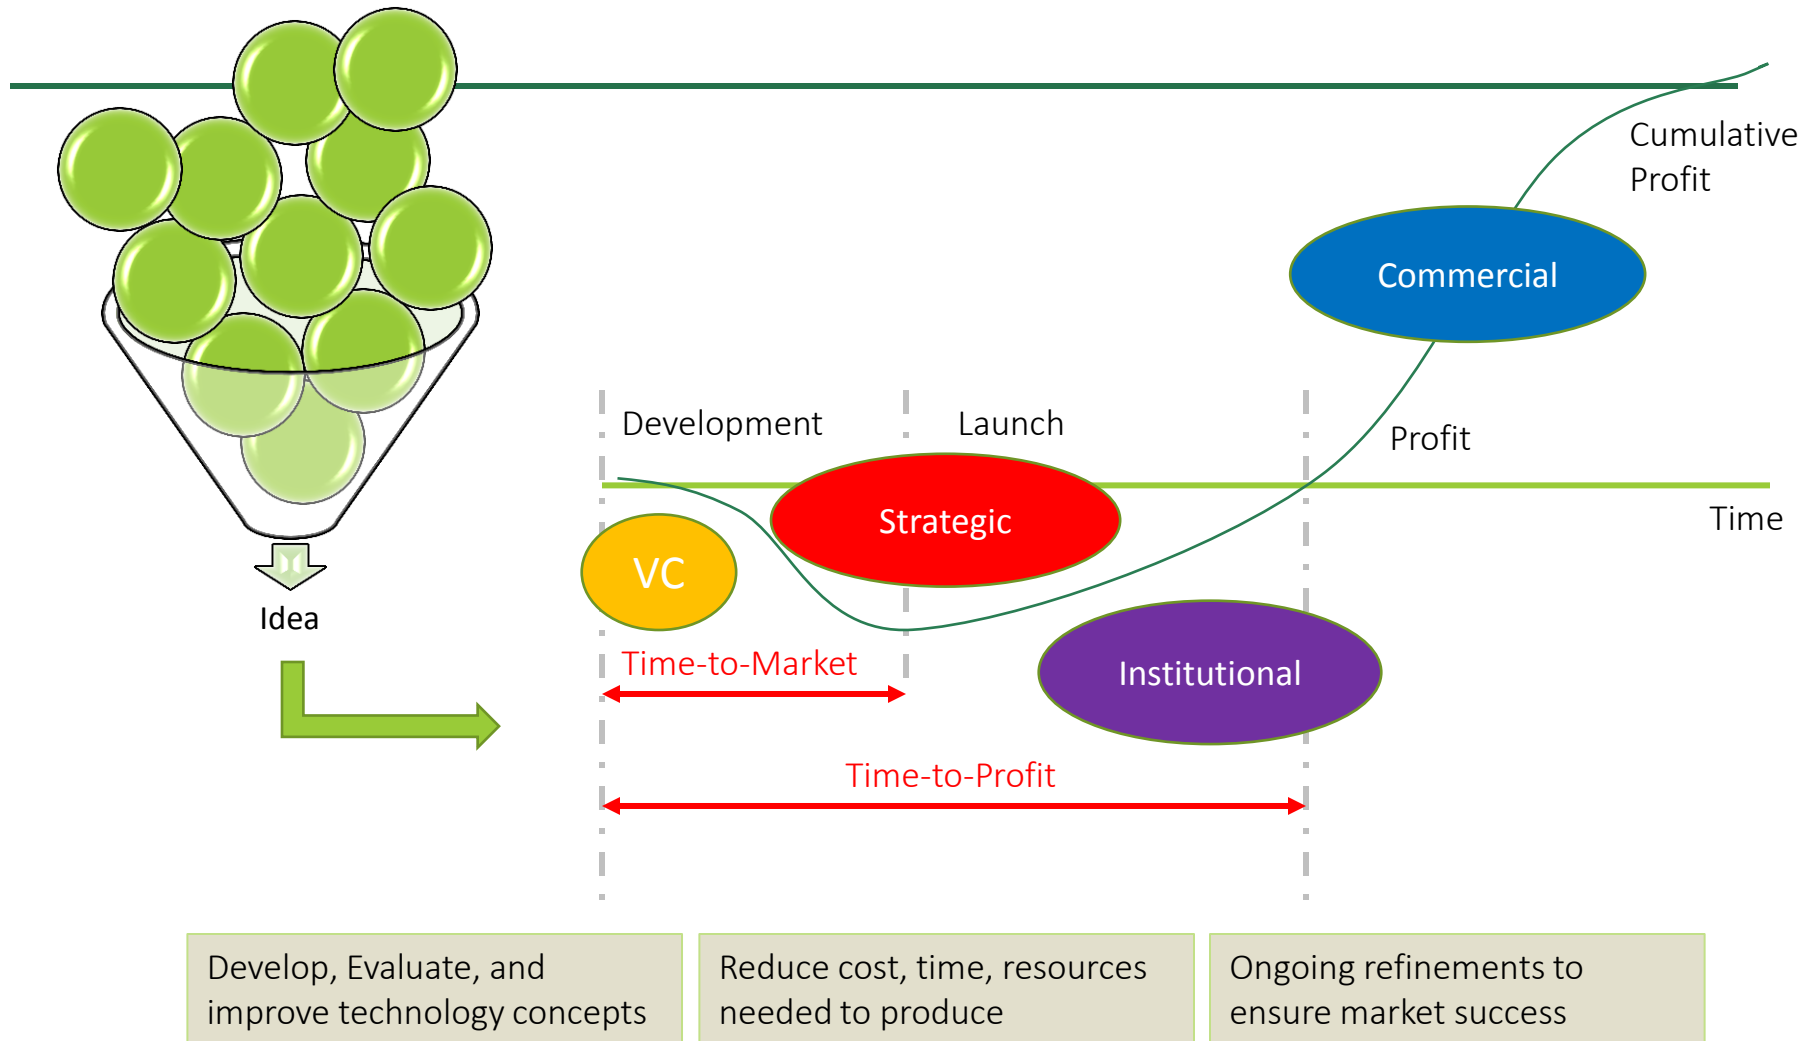 Cumulative
Profit
Commercial
Development
Launch
Profit
Strategic
Time
VC
Idea
Time-to-Market
Institutional
Time-to-Profit
Develop, Evaluate, and
improve technology concepts
Reduce cost, time, resources
needed to produce
Ongoing refinements to
ensure market success